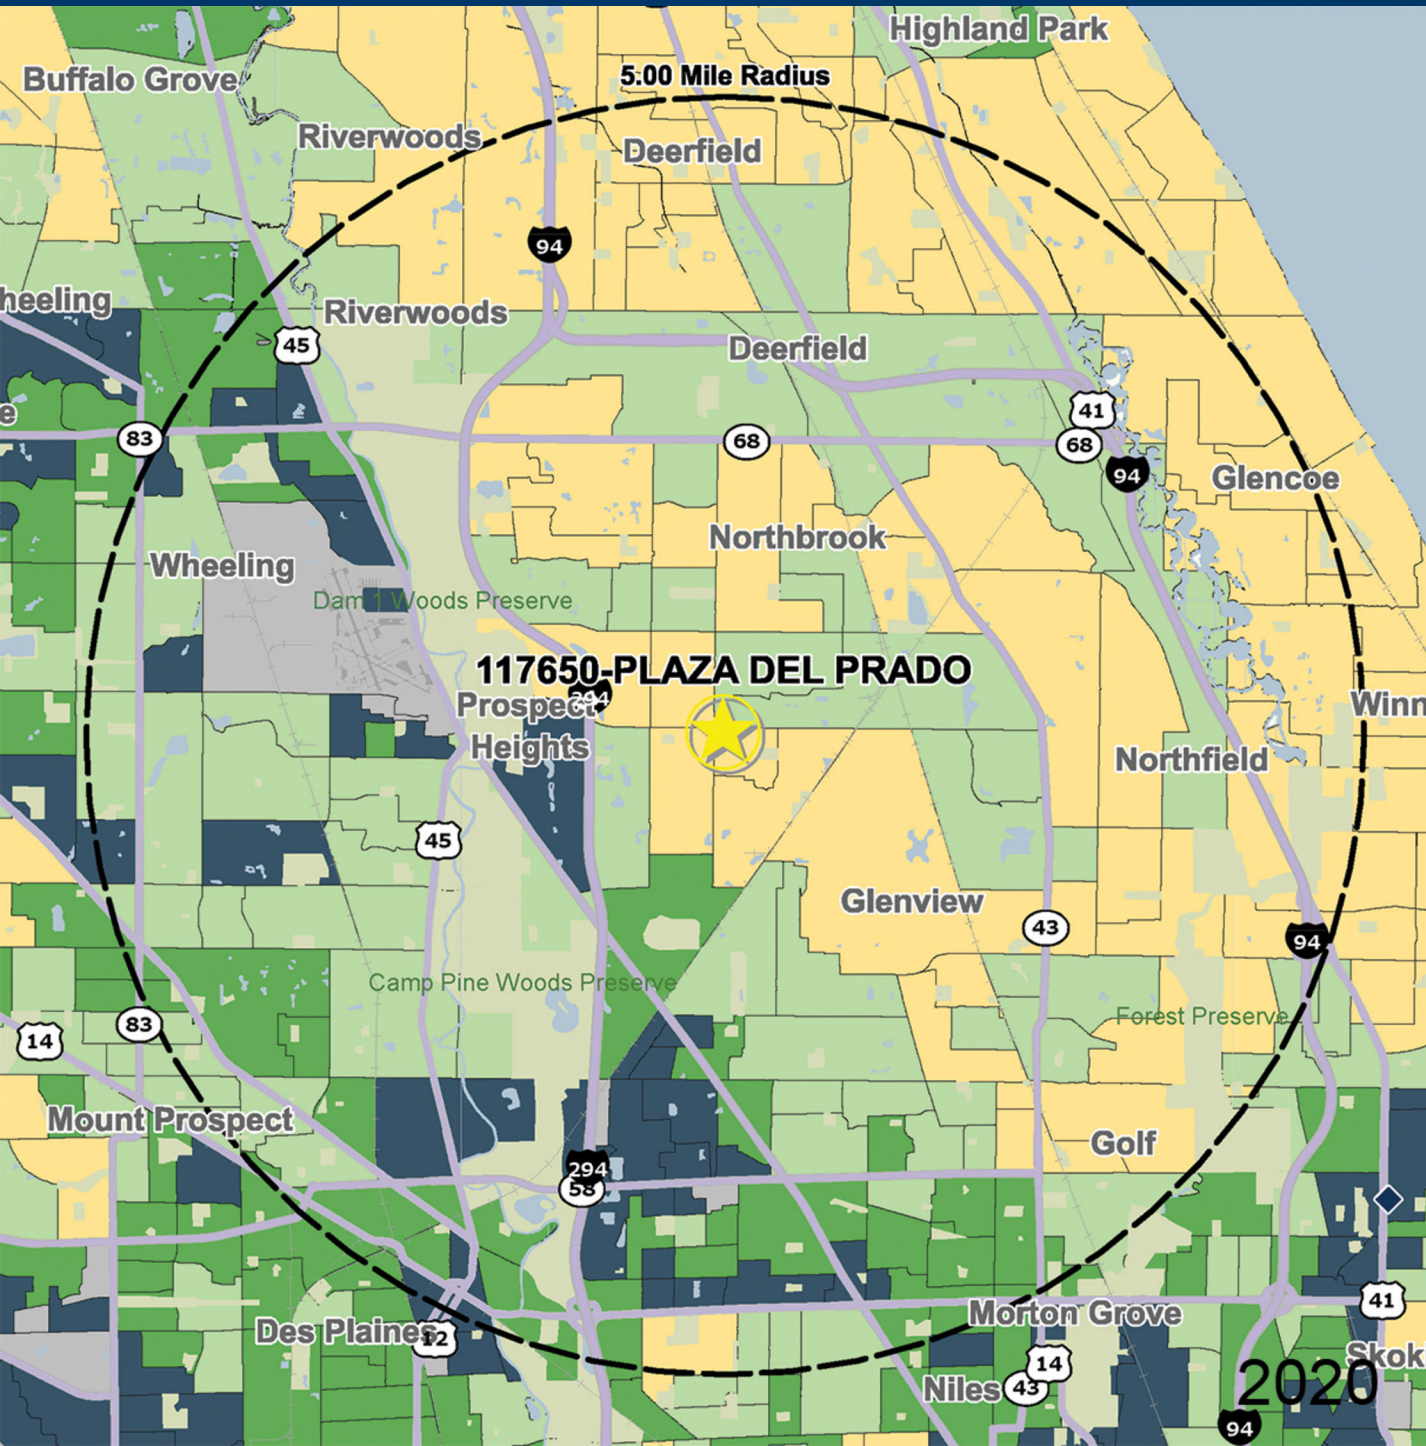 Highland Park
5.00 Mile Radius
Buffalo Grove
Riverwoods
Deerfield
94
heeling
Riverwoods
45
Deerfield
e
41
83
68
68
94
Glencoe
Northbrook
Wheeling
Dam 1 Woods Preserve
117650-PLAZA DEL PRADO
294
Prospect
Heights
Winn
Northfield
45
Glenview
43
94
Camp Pine Woods Preserve
Forest Preserve
83
14
Mount Prospect
Golf
294
58
41
Morton Grove
Des Plaines
12
Skok
14
Niles
43
2020
94